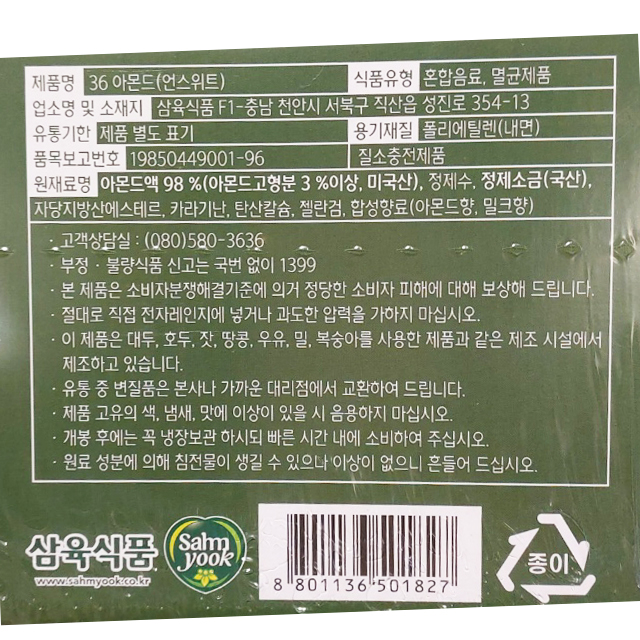 제품명 36 아몬드(언스위트) 식품유형 혼합음료, 멸균제품
업소명 및 소재지 삼육식품 F1-충남 천안시 서북구 직산읍 성진로 354-13
유통기한 제품 별도 표기 용기재질 폴리에틸렌(내면)
품목보고번호 19850449001-96 질소충전제품
원재료명 아몬드액 98 %(아몬드고형분 3 %이상, 미국산), 정제수, 정제소금(국산),
자당지방산에스테르, 카라기난, 탄산칼슘, 젤란검, 합성향료(아몬드향, 밀크향)
· 고객상담실 : (080)580-3636
· 부정 · 불량식품 신고는 국번 없이 1399
· 본 제품은 소비자분쟁해결기준에 의거 정당한 소비자 피해에 대해 보상해 드립니다.
· 절대로 직접 전자레인지에 넣거나 과도한 압력을 가하지 마십시오.
· 이 제품은 대두, 호두, 잣, 땅콩, 우유, 밀, 복숭아를 사용한 제품과 같은 제조 시설에서
제조하고 있습니다.
· 유통 중 변질품은 본사나 가까운 대리점에서 교환하여 드립니다.
· 제품 고유의 색, 냄새, 맛에 이상이 있을 시 음용하지 마십시오.
· 개봉 후에는 꼭 냉장보관 하시되 빠른 시간 내에 소비하여 주십시오.
· 원료 성분에 의해 침전물이 생길 수 있으나 이상이 없으니 흔들어 드십시오.
삼육식품
www.sahmyook.co.kr
Sahm
yook
8 801136 501827
종이